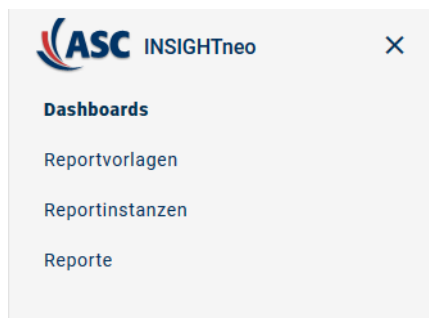 ASC INSIGHTneo
Dashboards
Reportvorlagen
Reportinstanzen
Reporte